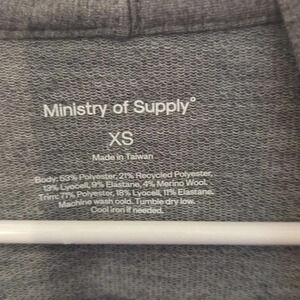 Ministry of Supply°
XS
Made in Taiwan
Body: 53% Polyester, 21% Recycled Polyester,
13% Lyocell, 9% Elastane, 4% Merino Wool.
Trim: 71% Polyester, 18% Lyocell, 11% Elastane.
Machine wash cold. Tumble dry low.
Cool iron if needed.